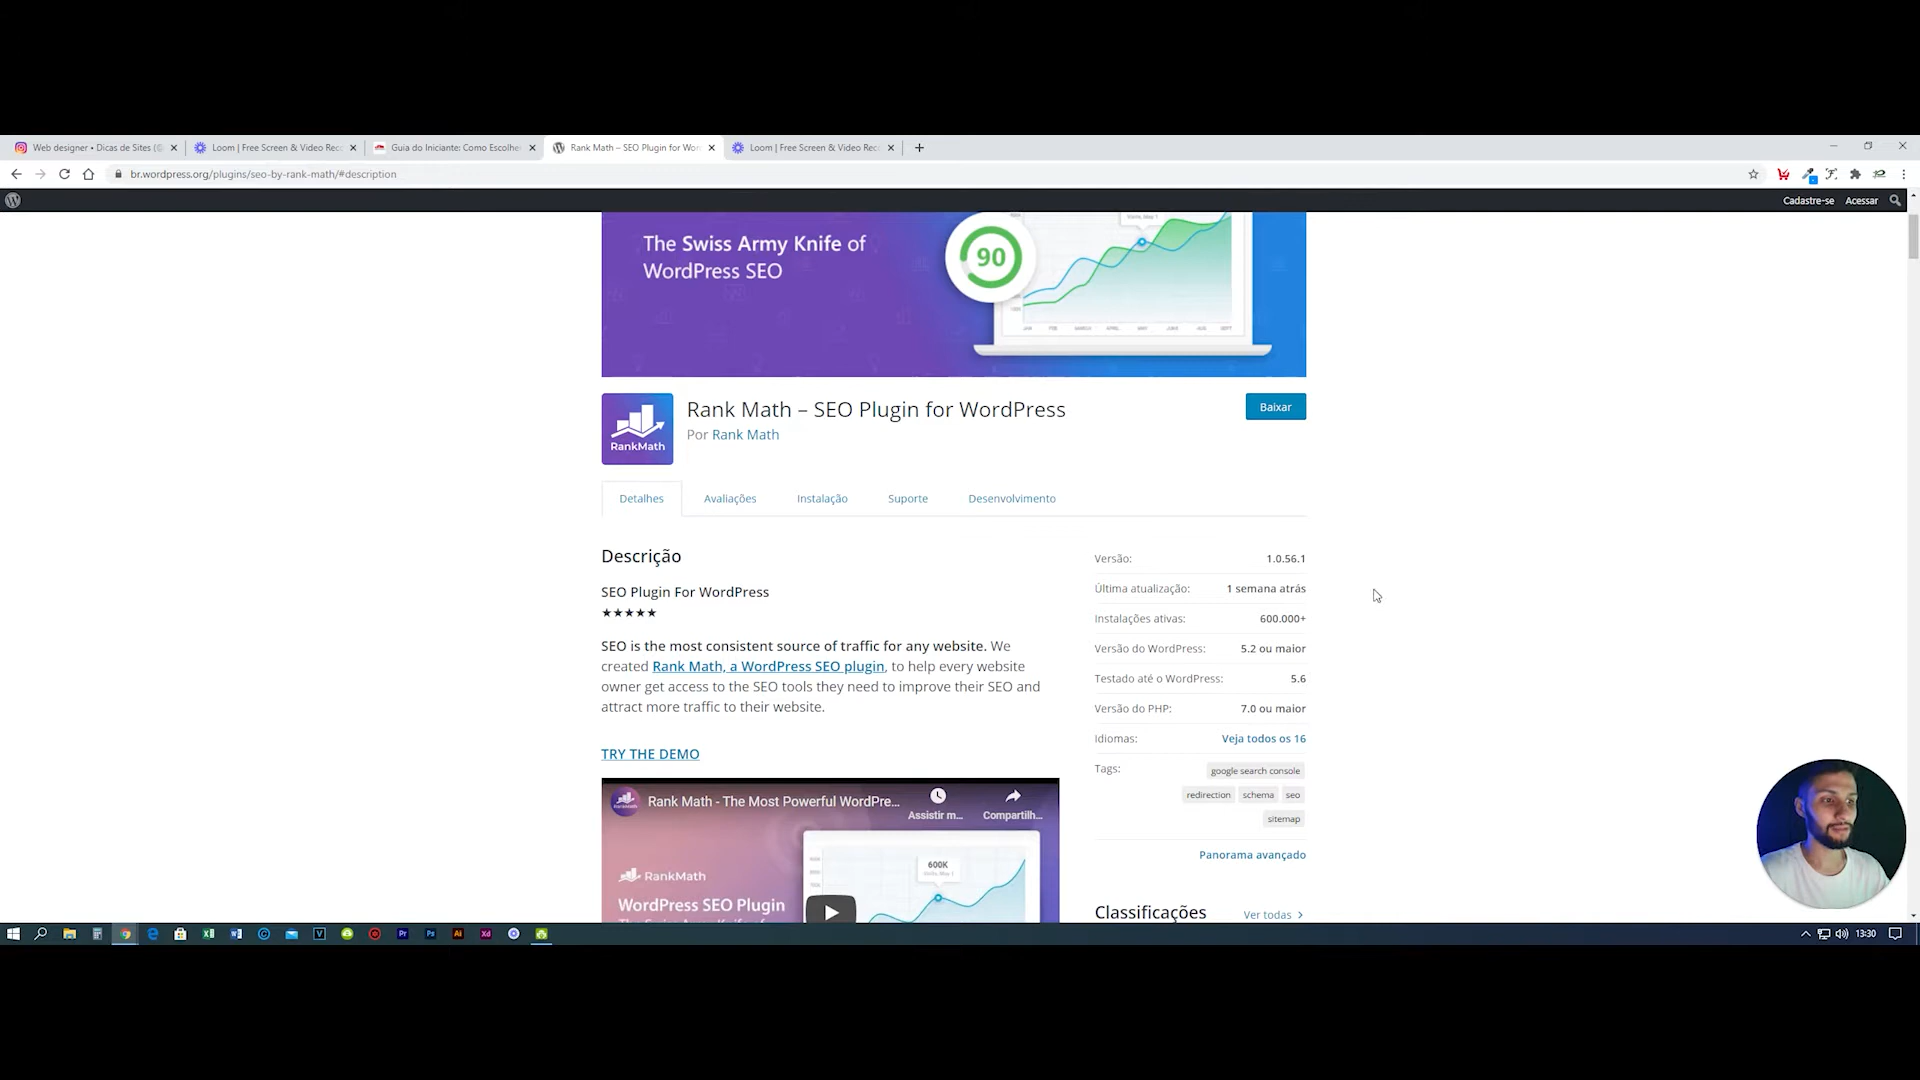 Web designer • Dicas de Sites (@
Loom | Free Screen & Video Rec
Guia do Iniciante: Como Escolhe
Rank Math – SEO Plugin for Wor
Loom | Free Screen & Video Rec
br.wordpress.org/plugins/seo-by-rank-math/#description
Cadastre-se
Acessar
The Swiss Army Knife of
WordPress SEO
90
RankMath
Rank Math – SEO Plugin for WordPress
Por Rank Math
Baixar
Detalhes
Avaliações
Instalação
Suporte
Desenvolvimento
Descrição
SEO Plugin For WordPress
★★★★★
SEO is the most consistent source of traffic for any website. We
created Rank Math, a WordPress SEO plugin, to help every website
owner get access to the SEO tools they need to improve their SEO and
attract more traffic to their website.
TRY THE DEMO
Rank Math - The Most Powerful WordPre...
Assistir m...
Compartilh...
RankMath
WordPress SEO Plugin
600K
Versão: 1.0.56.1
Última atualização: 1 semana atrás
Instalações ativas: 600.000+
Versão do WordPress: 5.2 ou maior
Testado até o WordPress: 5.6
Versão do PHP: 7.0 ou maior
Idiomas: Veja todos os 16
Tags: google search console
redirection schema seo
sitemap
Panorama avançado
Classificações
Ver todas
13:30